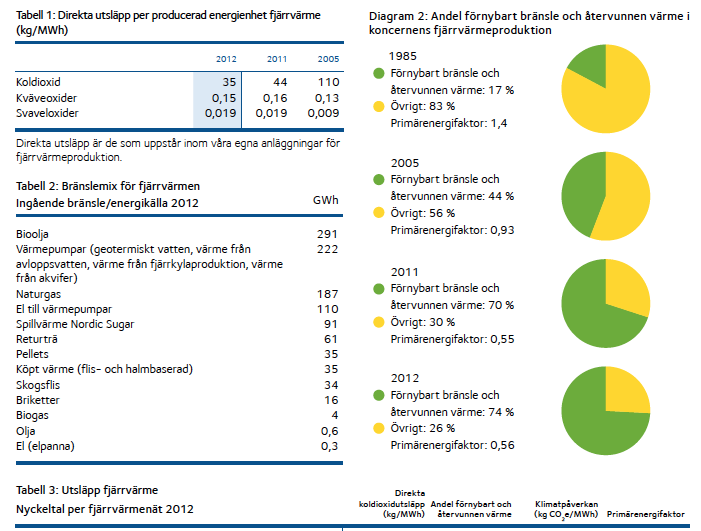 Tabell 1: Direkta utsläpp per producerad energienhet fjärrvärme
(kg/MWh)
2012 2011 2005
Koldioxid 35 44 110
Kväveoxider 0,15 0,16 0,13
Svaveloxider 0,019 0,019 0,009
Direkta utsläpp är de som uppstår inom våra egna anläggningar för
fjärrvärmeproduktion.
Tabell 2: Bränslemix för fjärrvärmen
Ingående bränsle/energikälla 2012 GWh
Bioolja 291
Värmepumpar (geotermiskt vatten, värme från 222
avloppsvatten, värme från fjärrkylaproduktion, värme
från akvifer)
Naturgas 187
El till värmepumpar 110
Spillvärme Nordic Sugar 91
Returträ 61
Pellets 35
Köpt värme (flis- och halmbaserad) 35
Skogsflis 34
Briketter 16
Biogas 4
Olja 0,6
El (elpanna) 0,3
Diagram 2: Andel förnybart bränsle och återvunnen värme i
koncernens fjärrvärmeproduktion
1985
Förnybart bränsle och
återvunnen värme: 17 %
Övrigt: 83 %
Primärenergifaktor: 1,4
2005
Förnybart bränsle och
återvunnen värme: 44 %
Övrigt: 56 %
Primärenergifaktor: 0,93
2011
Förnybart bränsle och
återvunnen värme: 70 %
Övrigt: 30 %
Primärenergifaktor: 0,55
2012
Förnybart bränsle och
återvunnen värme: 74 %
Övrigt: 26 %
Primärenergifaktor: 0,56
Tabell 3: Utsläpp fjärrvärme
Nyckeltal per fjärrvärmenät 2012
Direkta
koldioxidutsläpp Andel förnybart och Klimatpåverkan
(kg/MWh) återvunnen värme (kg CO₂e/MWh) Primärenergifaktor